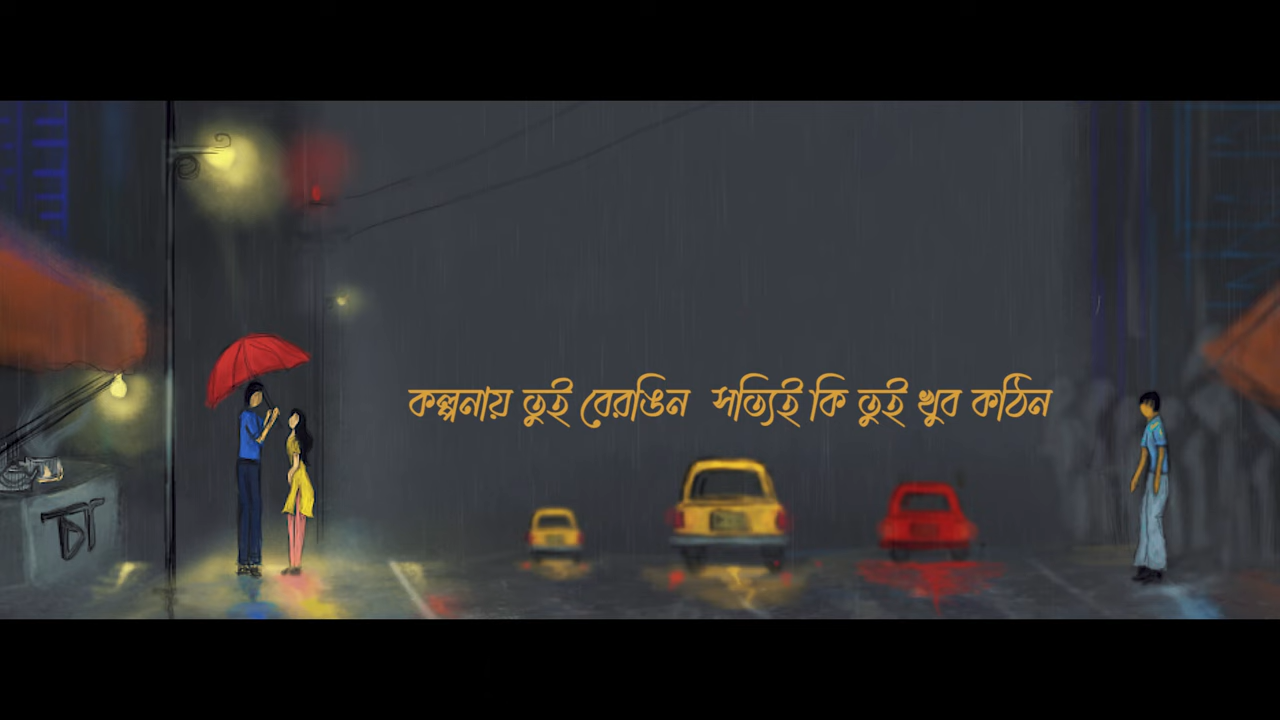 কল্পনায় তুই বেরঙিন সত্যিই কি তুই খুব কঠিন
চা